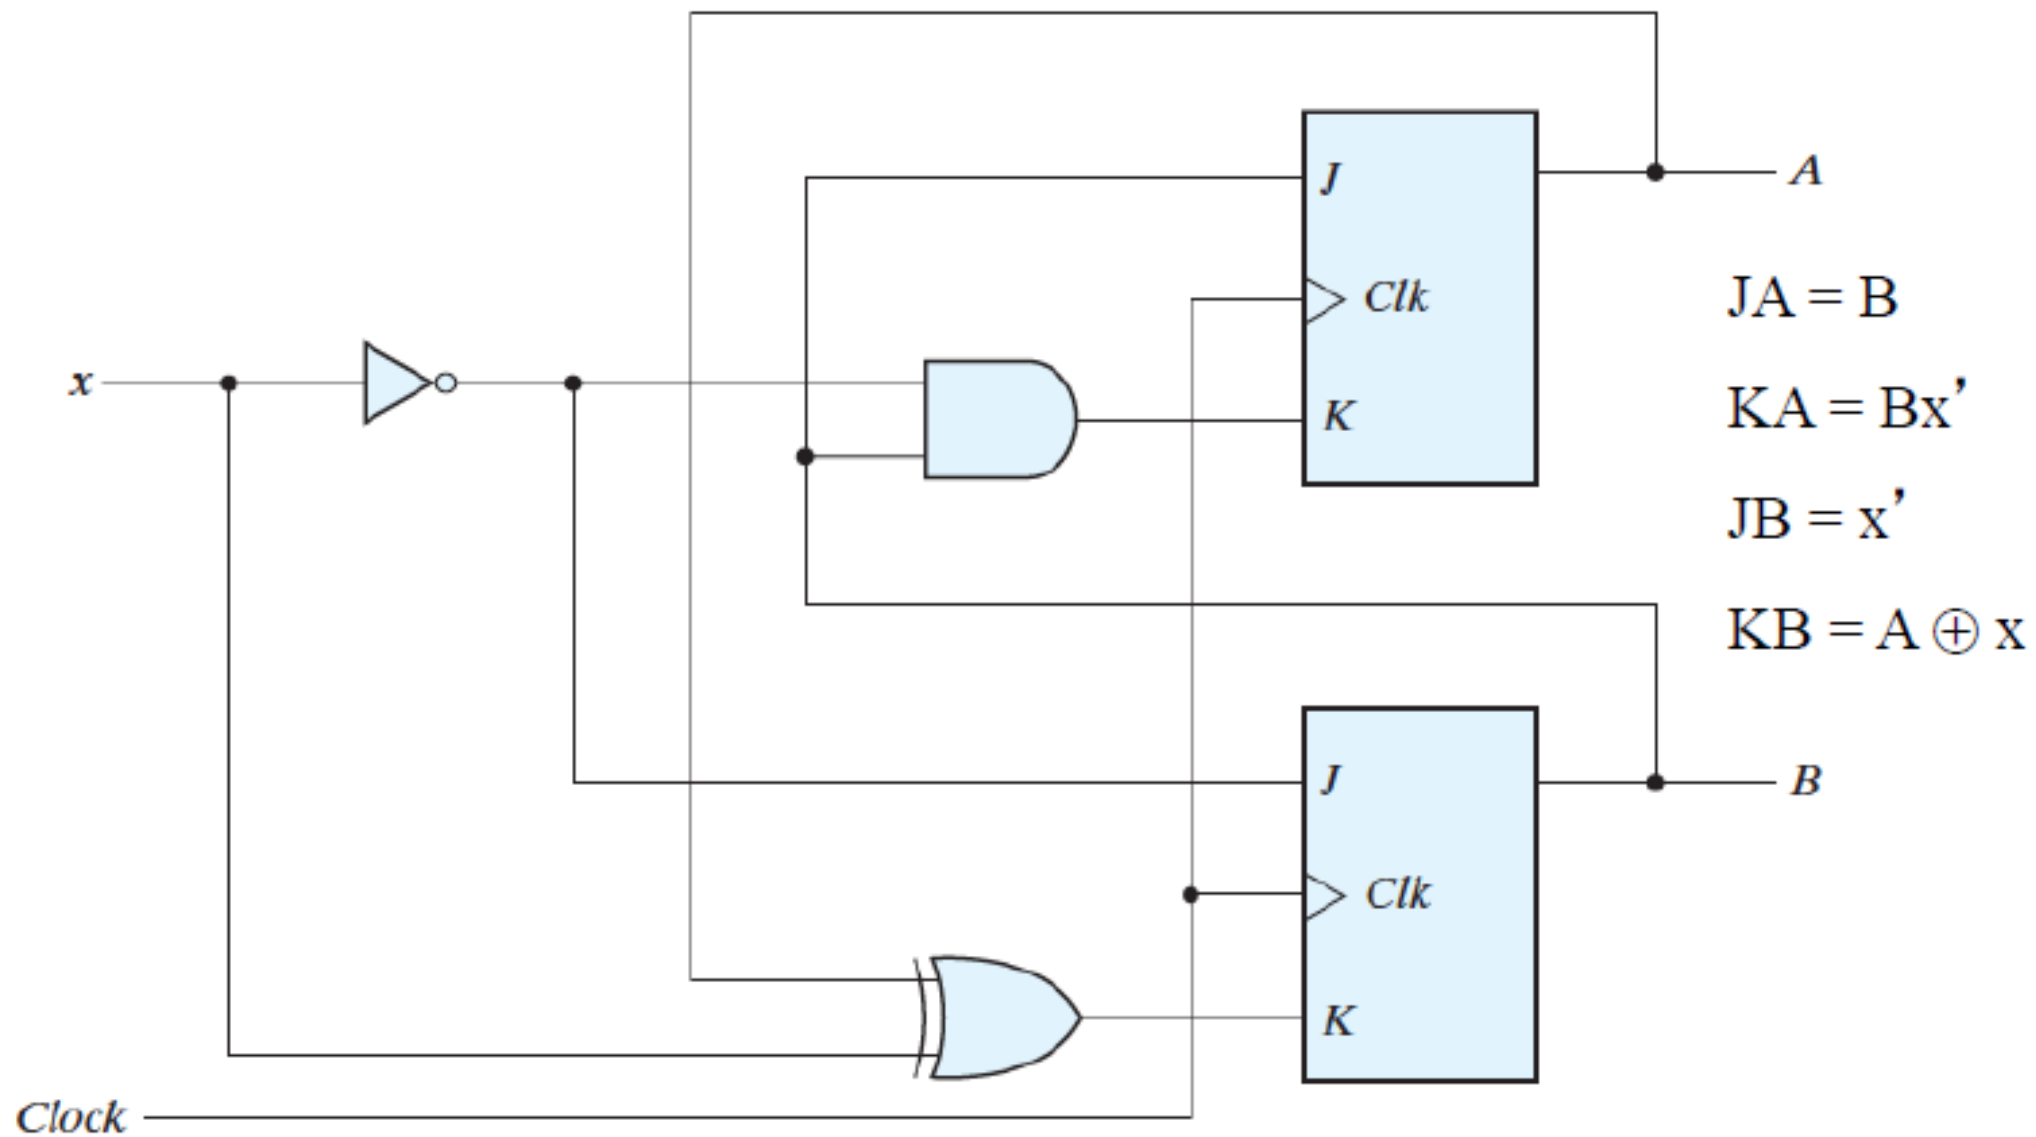 J
A
Clk
JA = B
x
KA = Bx’
K
JB = x’
KB = A ⊕ x
J
B
Clk
K
Clock